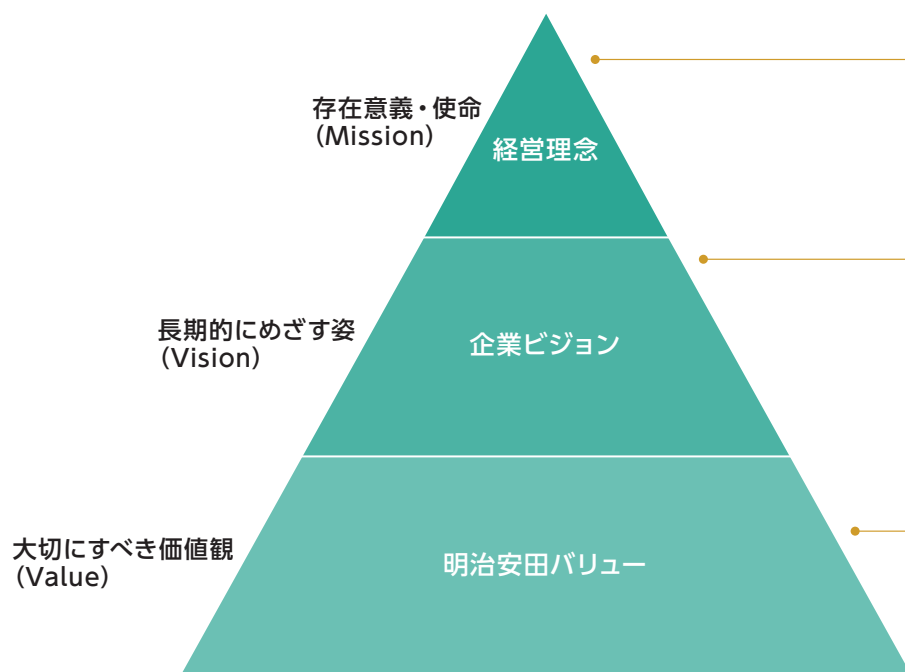 存在意義・使命
(Mission)
経営理念
長期的にめざす姿
(Vision)
企業ビジョン
大切にすべき価値観
(Value)
明治安田バリュー